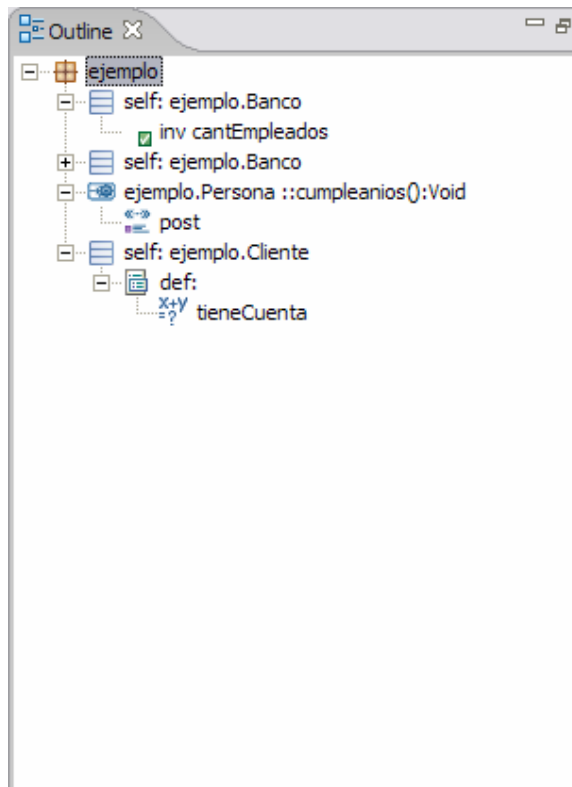 Outline
ejemplo
self: ejemplo.Banco
inv cantEmpleados
self: ejemplo.Banco
ejemplo.Persona ::cumpleanios():Void
post
self: ejemplo.Cliente
def:
tieneCuenta